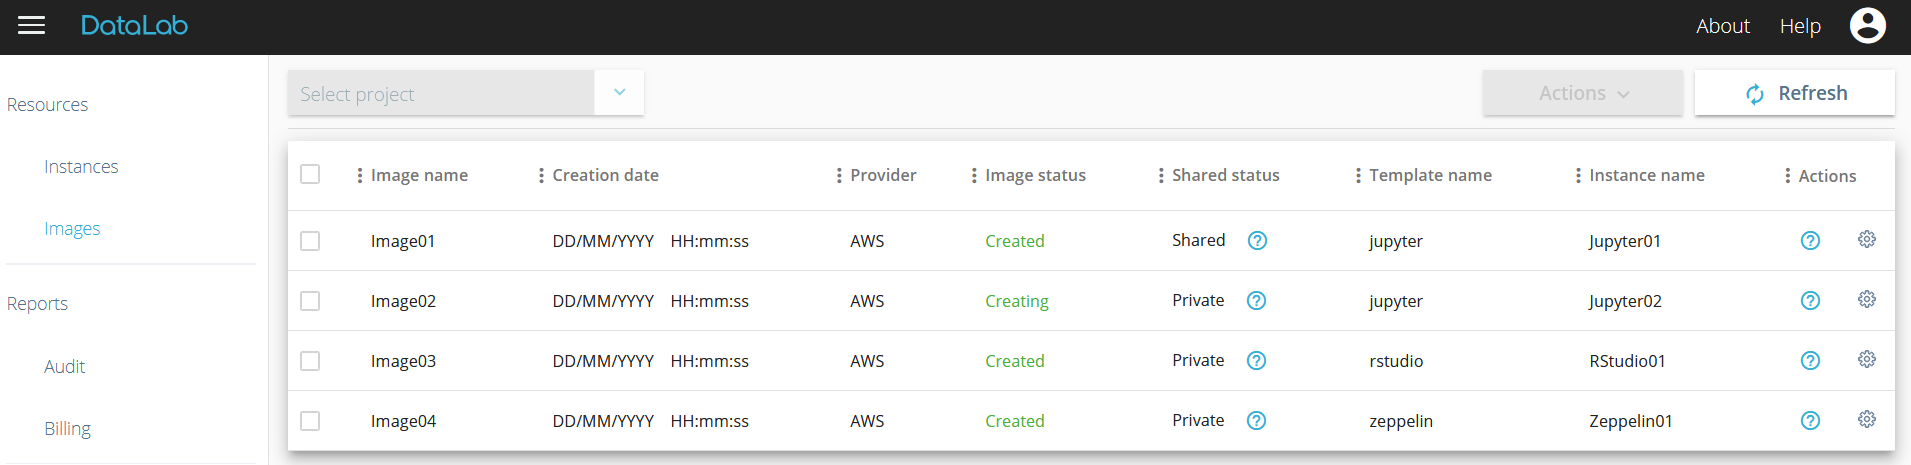 DataLab
About Help
Resources
Instances
Images
Reports
Audit
Billing
Select project
Actions
Refresh
Image name Creation date Provider Image status Shared status Template name Instance name Actions
Image01 DD/MM/YYYY HH:mm:ss AWS Created Shared ? jupyter Jupyter01 ?
Image02 DD/MM/YYYY HH:mm:ss AWS Creating Private ? jupyter Jupyter02 ?
Image03 DD/MM/YYYY HH:mm:ss AWS Created Private ? rstudio RStudio01 ?
Image04 DD/MM/YYYY HH:mm:ss AWS Created Private ? zeppelin Zeppelin01 ?